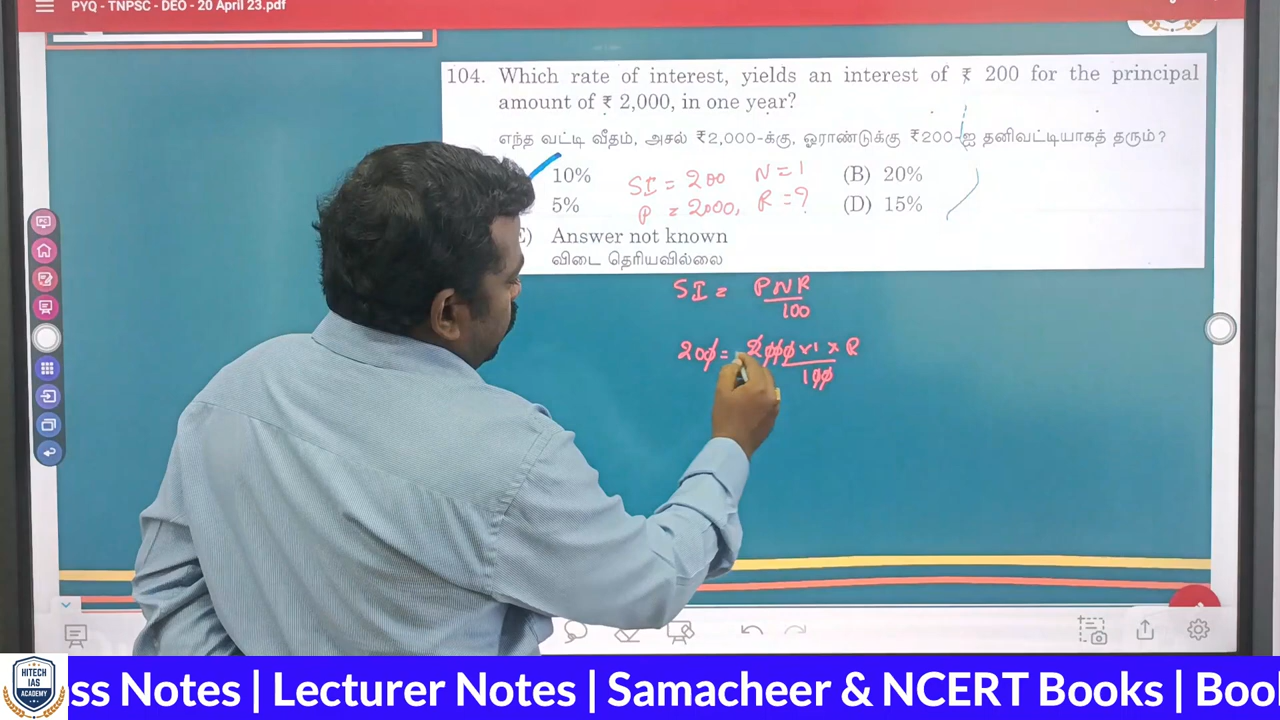 PYQ - TNPSC - DEO - 20 April 23.pdf
104. Which rate of interest, yields an interest of ₹ 200 for the principal
amount of ₹ 2,000, in one year?
எந்த வட்டி வீதம், அசல் ₹2,000-க்கு, ஓராண்டுக்கு ₹200-ஐ தனிவட்டியாகத் தரும்?
10% (B) 20%
5% (D) 15%
SI = 200 N = 1
P = 2000, R = ?
Answer not known
விடை தெரியவில்லை
SI = PNR
100
200 = 2000 × 1 × R
100
HITECH
IAS
ACADEMY
ss Notes | Lecturer Notes | Samacheer & NCERT Books | Boo